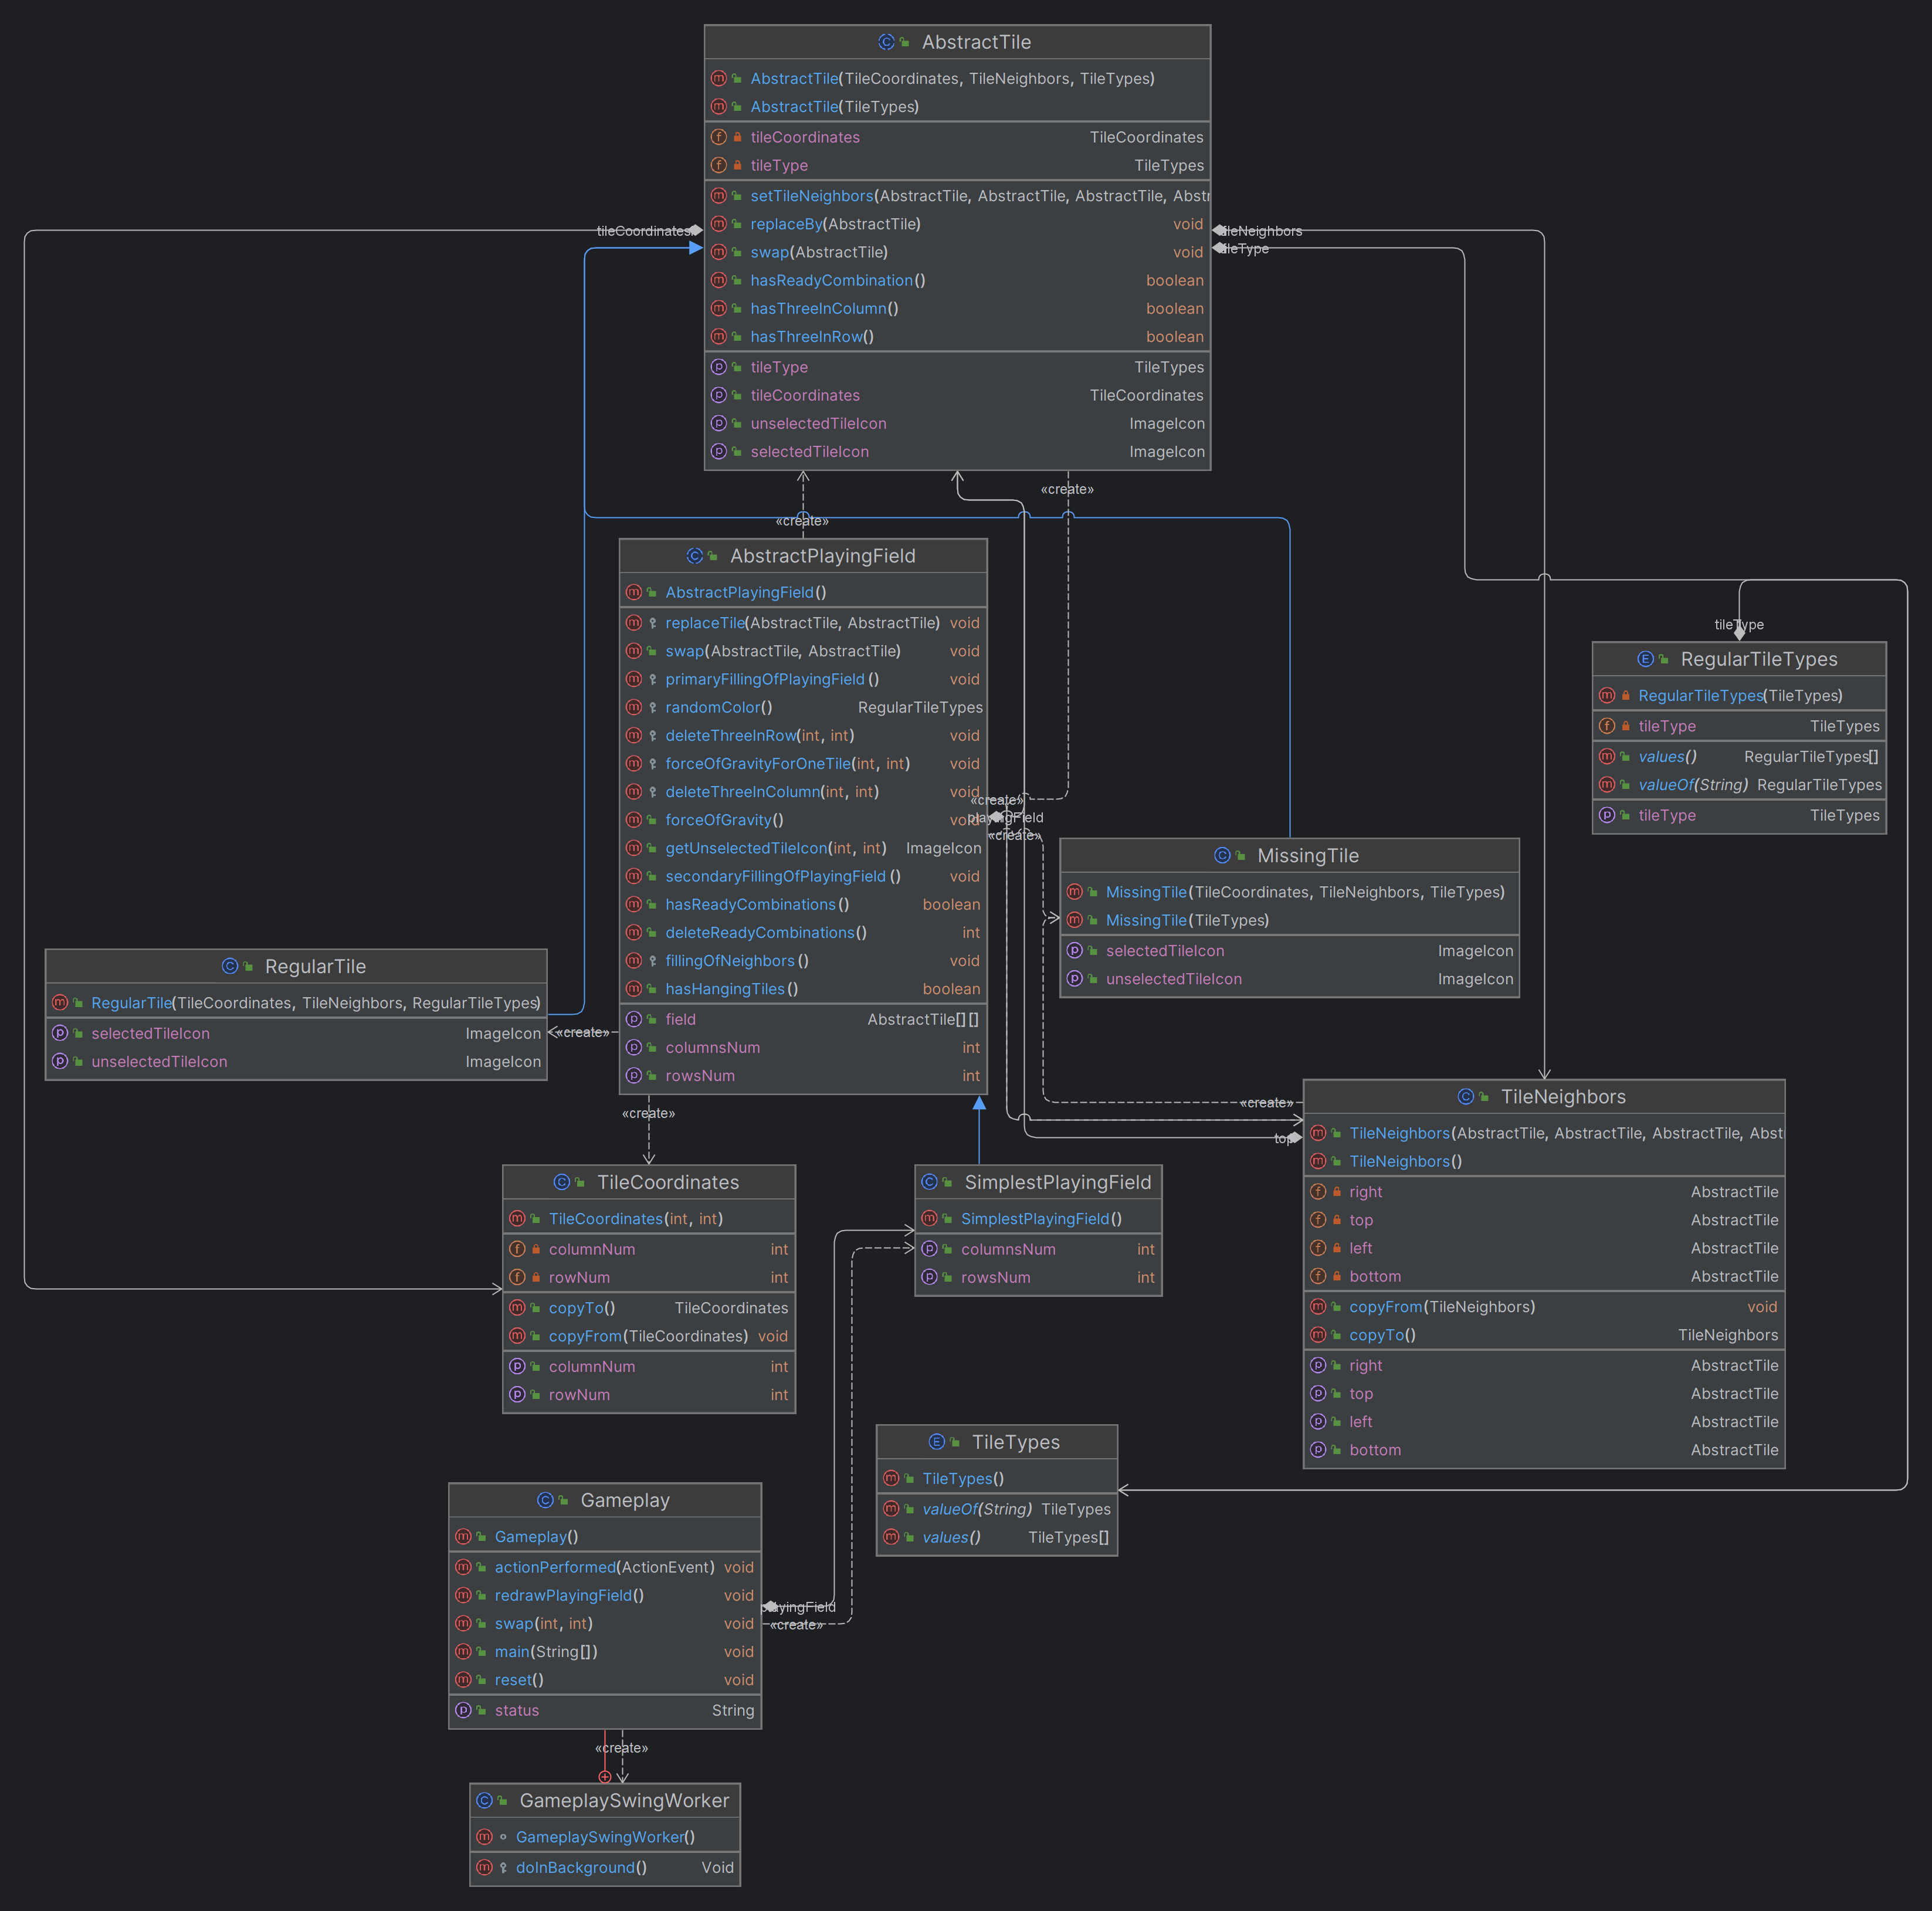 AbstractTile
AbstractTile(TileCoordinates, TileNeighbors, TileTypes)
AbstractTile(TileTypes)
tileCoordinates TileCoordinates
tileType TileTypes
setTileNeighbors(AbstractTile, AbstractTile, AbstractTile, Abstr
replaceBy(AbstractTile) void
swap(AbstractTile) void
hasReadyCombination() boolean
hasThreeInColumn() boolean
hasThreeInRow() boolean
tileType TileTypes
tileCoordinates TileCoordinates
unselectedTileIcon ImageIcon
selectedTileIcon ImageIcon
tileCoordinates
tileNeighbors
tileType
«create»
«create»
AbstractPlayingField
AbstractPlayingField()
replaceTile(AbstractTile, AbstractTile) void
swap(AbstractTile, AbstractTile) void
primaryFillingOfPlayingField() void
randomColor() RegularTileTypes
deleteThreeInRow(int, int) void
forceOfGravityForOneTile(int, int) void
deleteThreeInColumn(int, int) void
forceOfGravity() void
getUnselectedTileIcon(int, int) ImageIcon
secondaryFillingOfPlayingField() void
hasReadyCombinations() boolean
deleteReadyCombinations() int
fillingOfNeighbors() void
hasHangingTiles() boolean
field AbstractTile[][]
columnsNum int
rowsNum int
«create»
playingField
«create»
tileType
RegularTileTypes
RegularTileTypes(TileTypes)
tileType TileTypes
values() RegularTileTypes[]
valueOf(String) RegularTileTypes
tileType TileTypes
MissingTile
MissingTile(TileCoordinates, TileNeighbors, TileTypes)
MissingTile(TileTypes)
selectedTileIcon ImageIcon
unselectedTileIcon ImageIcon
RegularTile
RegularTile(TileCoordinates, TileNeighbors, RegularTileTypes)
selectedTileIcon ImageIcon
unselectedTileIcon ImageIcon
«create»
«create»
«create»
top
TileNeighbors
TileNeighbors(AbstractTile, AbstractTile, AbstractTile, Abst
TileNeighbors()
right AbstractTile
top AbstractTile
left AbstractTile
bottom AbstractTile
copyFrom(TileNeighbors) void
copyTo() TileNeighbors
right AbstractTile
top AbstractTile
left AbstractTile
bottom AbstractTile
TileCoordinates
TileCoordinates(int, int)
columnNum int
rowNum int
copyTo() TileCoordinates
copyFrom(TileCoordinates) void
columnNum int
rowNum int
SimplestPlayingField
SimplestPlayingField()
columnsNum int
rowsNum int
TileTypes
TileTypes()
valueOf(String) TileTypes
values() TileTypes[]
Gameplay
Gameplay()
actionPerformed(ActionEvent) void
redrawPlayingField() void
swap(int, int) void
main(String[]) void
reset() void
status String
playingField
«create»
«create»
GameplaySwingWorker
GameplaySwingWorker()
doInBackground() Void